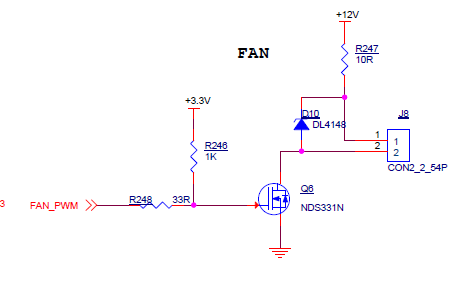 +12V
FAN
R247
10R
+3.3V
D10
DL4148
J8
R246
1K
1
2
1
2
CON2_2_54P
Q6
3
FAN_PWM
R248
33R
NDS331N